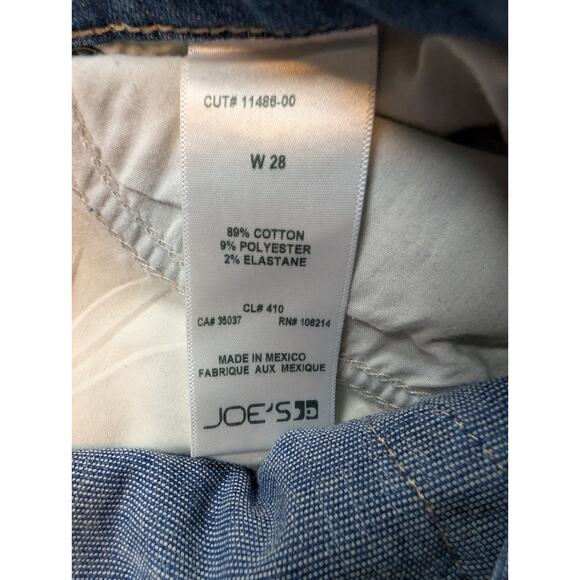 CUT# 11486-00
W 28
89% COTTON
9% POLYESTER
2% ELASTANE
CL# 410
CA# 35037 RN# 106214
MADE IN MEXICO
FABRIQUE AUX MEXIQUE
JOE'S